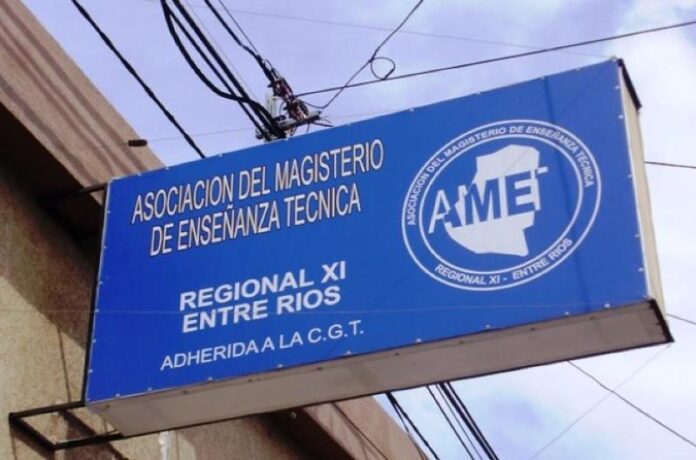 ASOCIACION DEL MAGISTERIO
DE ENSEÑANZA TECNICA
REGIONAL XI
ENTRE RIOS
ADHERIDA A LA C.G.T.
ASOCIACION DEL MAGISTERIO DE ENSEÑANZA TECNICA
AMET
REGIONAL XI - ENTRE RIOS